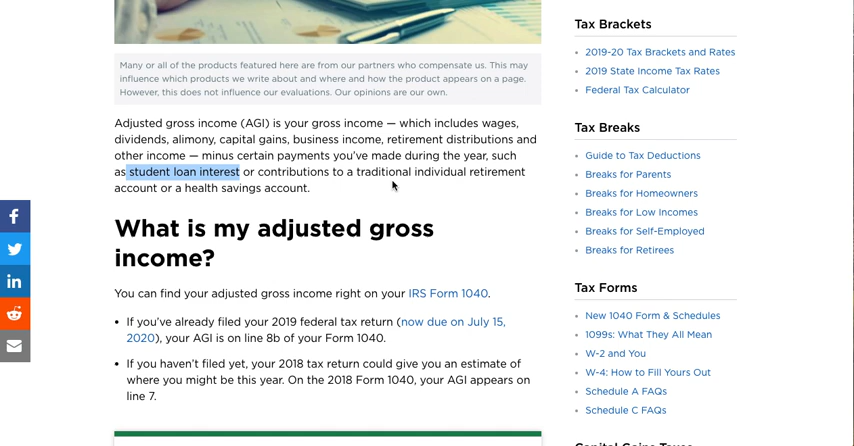 Many or all of the products featured here are from our partners who compensate us. This may
influence which products we write about and where and how the product appears on a page.
However, this does not influence our evaluations. Our opinions are our own.
Adjusted gross income (AGI) is your gross income — which includes wages,
dividends, alimony, capital gains, business income, retirement distributions and
other income — minus certain payments you’ve made during the year, such
as student loan interest or contributions to a traditional individual retirement
account or a health savings account.
What is my adjusted gross
income?
You can find your adjusted gross income right on your IRS Form 1040.
• If you’ve already filed your 2019 federal tax return (now due on July 15,
2020), your AGI is on line 8b of your Form 1040.
• If you haven’t filed yet, your 2018 tax return could give you an estimate of
where you might be this year. On the 2018 Form 1040, your AGI appears on
line 7.
Tax Brackets
• 2019-20 Tax Brackets and Rates
• 2019 State Income Tax Rates
• Federal Tax Calculator
Tax Breaks
• Guide to Tax Deductions
• Breaks for Parents
• Breaks for Homeowners
• Breaks for Low Incomes
• Breaks for Self-Employed
• Breaks for Retirees
Tax Forms
• New 1040 Form & Schedules
• 1099s: What They All Mean
• W-2 and You
• W-4: How to Fill Yours Out
• Schedule A FAQs
• Schedule C FAQs